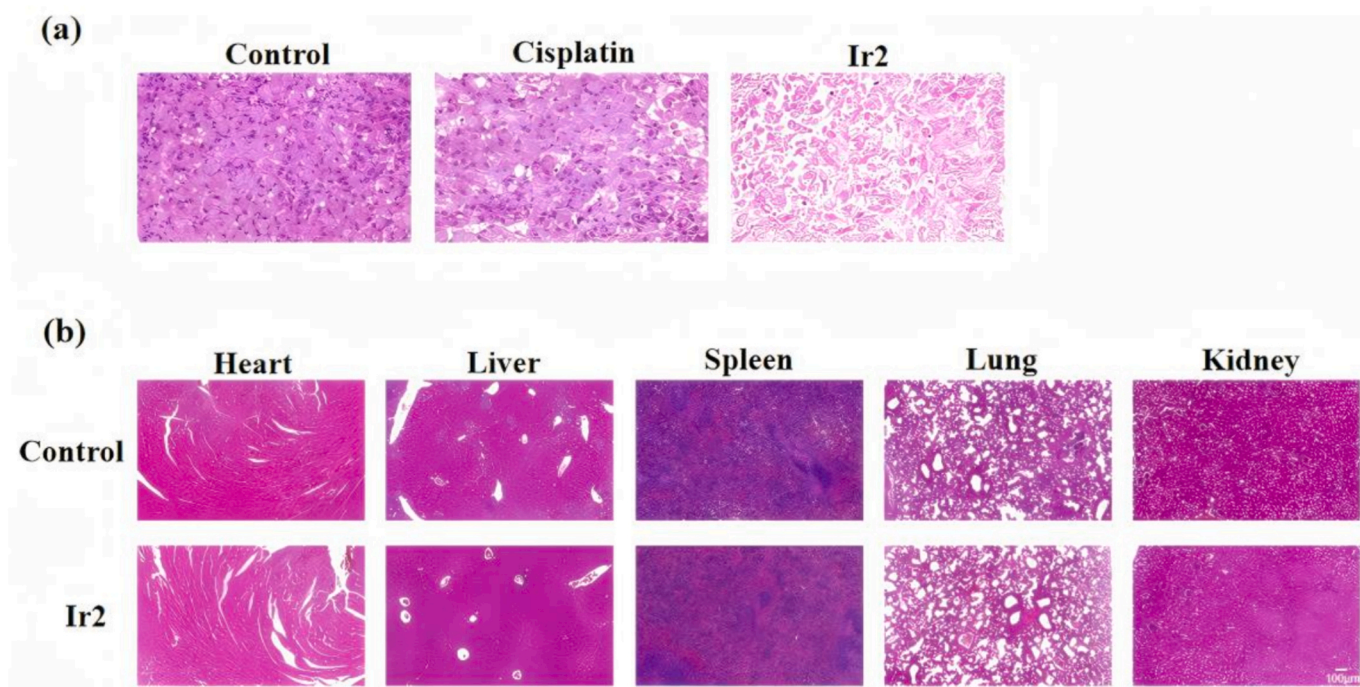 (a)
Control Cisplatin Ir2
(b)
Heart Liver Spleen Lung Kidney
Control
Ir2
100μm